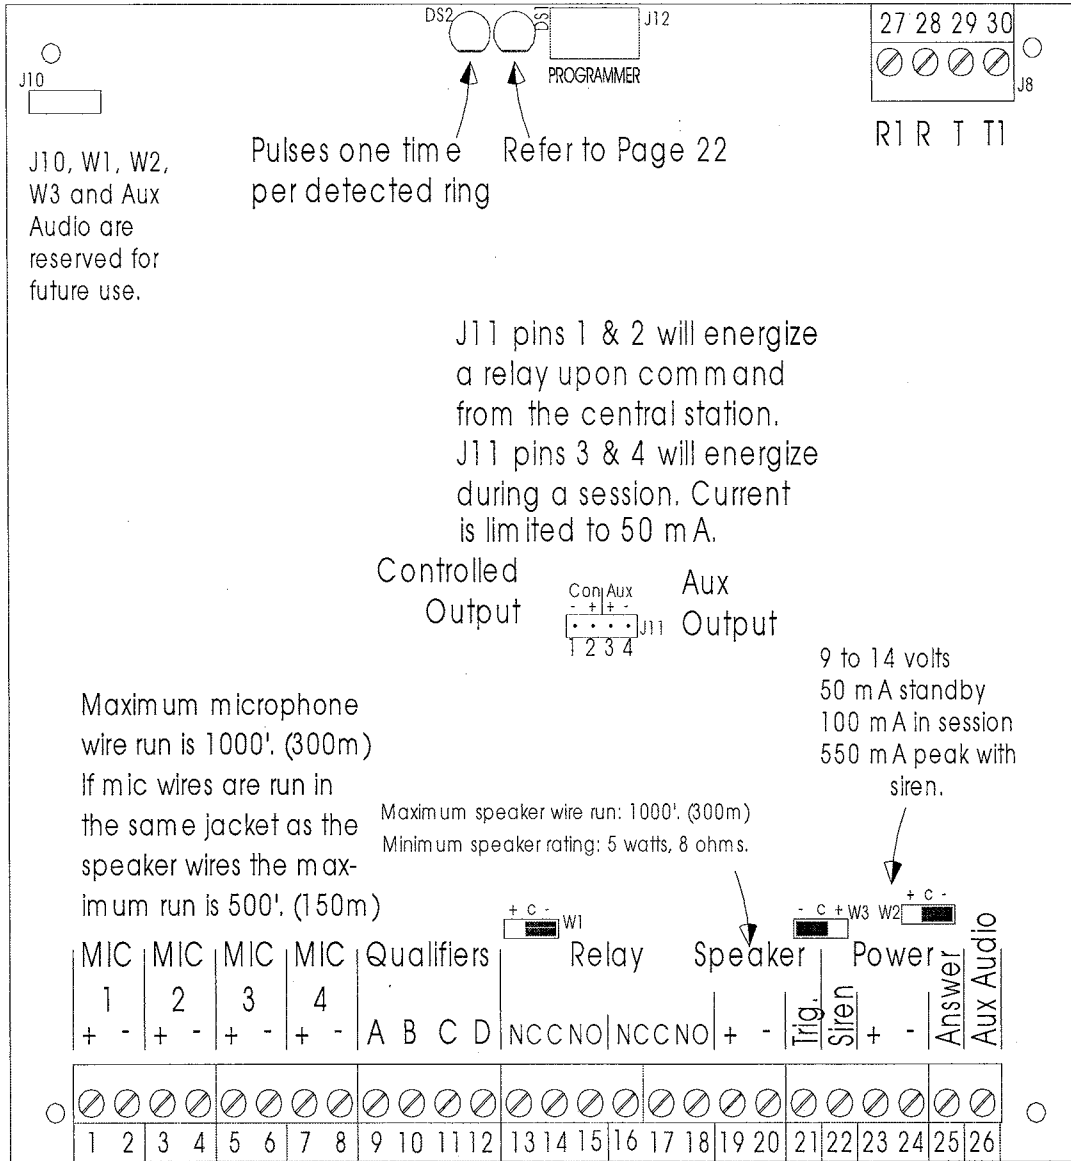 DS2 DS1 J12
27 28 29 30
J10
PROGRAMMER
J8
R1 R T T1
J10, W1, W2,
W3 and Aux
Audio are
reserved for
future use.
Pulses one time
per detected ring
Refer to Page 22
J11 pins 1 & 2 will energize
a relay upon command
from the central station.
J11 pins 3 & 4 will energize
during a session. Current
is limited to 50 mA.
Controlled
Output
Con Aux
- + + -
J11
1 2 3 4
Aux
Output
9 to 14 volts
50 mA standby
100 mA in session
550 mA peak with
siren.
Maximum microphone
wire run is 1000'. (300m)
If mic wires are run in
the same jacket as the
speaker wires the max-
imum run is 500'. (150m)
Maximum speaker wire run: 1000'. (300m)
Minimum speaker rating: 5 watts, 8 ohms.
+ C - W1
- C + W3
W2 + C -
MIC MIC MIC MIC Qualifiers Relay Speaker Power
1 2 3 4
Trig. Siren Answer Aux Audio
+ - + - + - + - A B C D NC C NO NC C NO + - + -
1 2 3 4 5 6 7 8 9 10 11 12 13 14 15 16 17 18 19 20 21 22 23 24 25 26